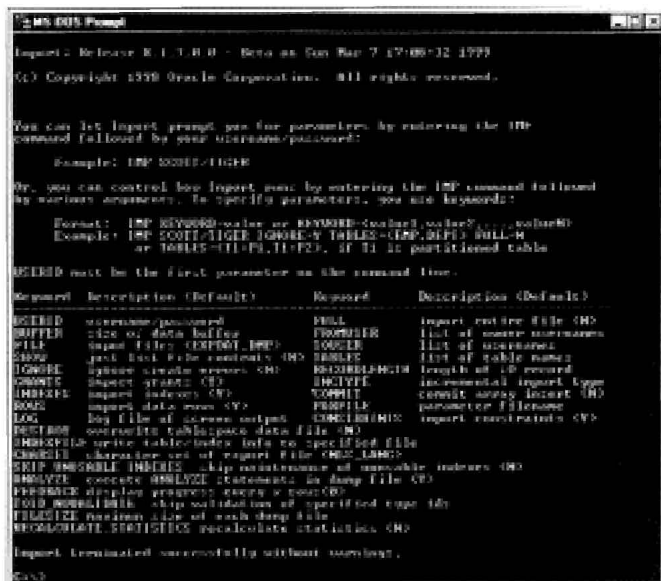 MS-DOS Prompt
Import: Release 8.1.5.0.0 - Beta on Sun Mar 7 17:08:32 1999
(c) Copyright 1998 Oracle Corporation. All rights reserved.
You can let Import prompt you for parameters by entering the IMP
command followed by your username/password:
Example: IMP SCOTT/TIGER
Or, you can control how Import runs by entering the IMP command followed
by various arguments. To specify parameters, you use keywords:
Format: IMP KEYWORD=value or KEYWORD=(value1,value2,...,valueN)
Example: IMP SCOTT/TIGER IGNORE=Y TABLES=(EMP,DEPT) FULL=N
or TABLES=(T1:P1,T1:P2), if T1 is partitioned table
USERID must be the first parameter on the command line.
Keyword Description (Default) Keyword Description (Default)
USERID username/password FULL import entire file (N)
BUFFER size of data buffer FROMUSER list of owner usernames
FILE input files (EXPDAT.DMP) TOUSER list of usernames
SHOW just list file contents (N) TABLES list of table names
IGNORE ignore create errors (N) RECORDLENGTH length of IO record
GRANTS import grants (Y) INCTYPE incremental import type
INDEXES import indexes (Y) COMMIT commit array insert (N)
ROWS import data rows (Y) PARFILE parameter filename
LOG log file of screen output CONSTRAINTS import constraints (Y)
DESTROY overwrite tablespace data file (N)
INDEXFILE write table/index info to specified file
CHARSET character set of export file (NLS_LANG)
SKIP_UNUSABLE_INDEXES skip maintenance of unusable indexes (N)
ANALYZE execute ANALYZE statements in dump file (Y)
FEEDBACK display progress every x rows(0)
TOID_NOVALIDATE skip validation of specified type ids
FILESIZE maximum size of each dump file
RECALCULATE_STATISTICS recalculate statistics (N)
Import terminated successfully without warnings.
C:\>